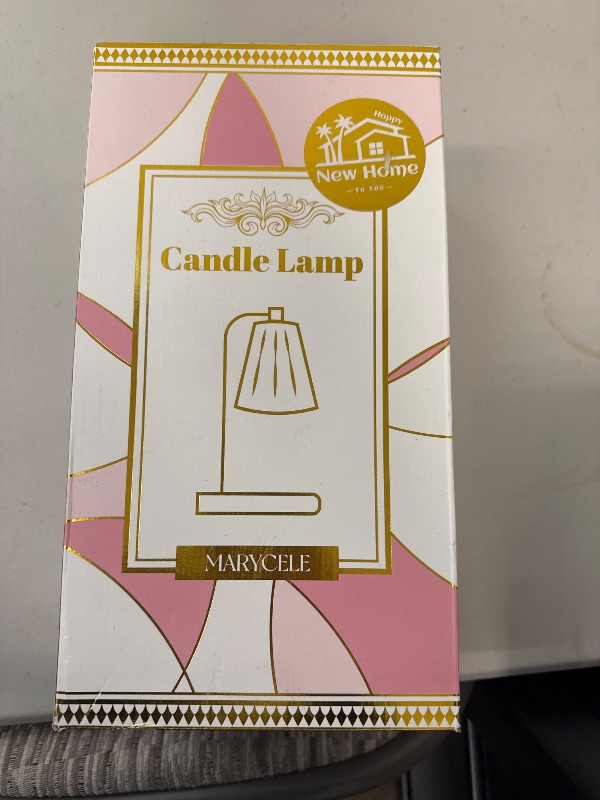 Happy
New Home
—TO YOU—
Candle Lamp
MARYCELE